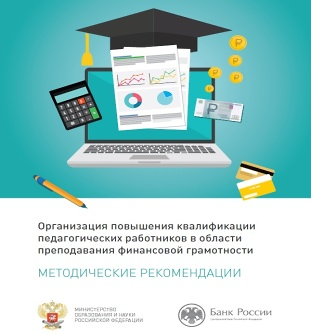 Организация повышения квалификации
педагогических работников в области
преподавания финансовой грамотности
МЕТОДИЧЕСКИЕ РЕКОМЕНДАЦИИ
МИНИСТЕРСТВО
ОБРАЗОВАНИЯ И НАУКИ
РОССИЙСКОЙ ФЕДЕРАЦИИ
Банк России